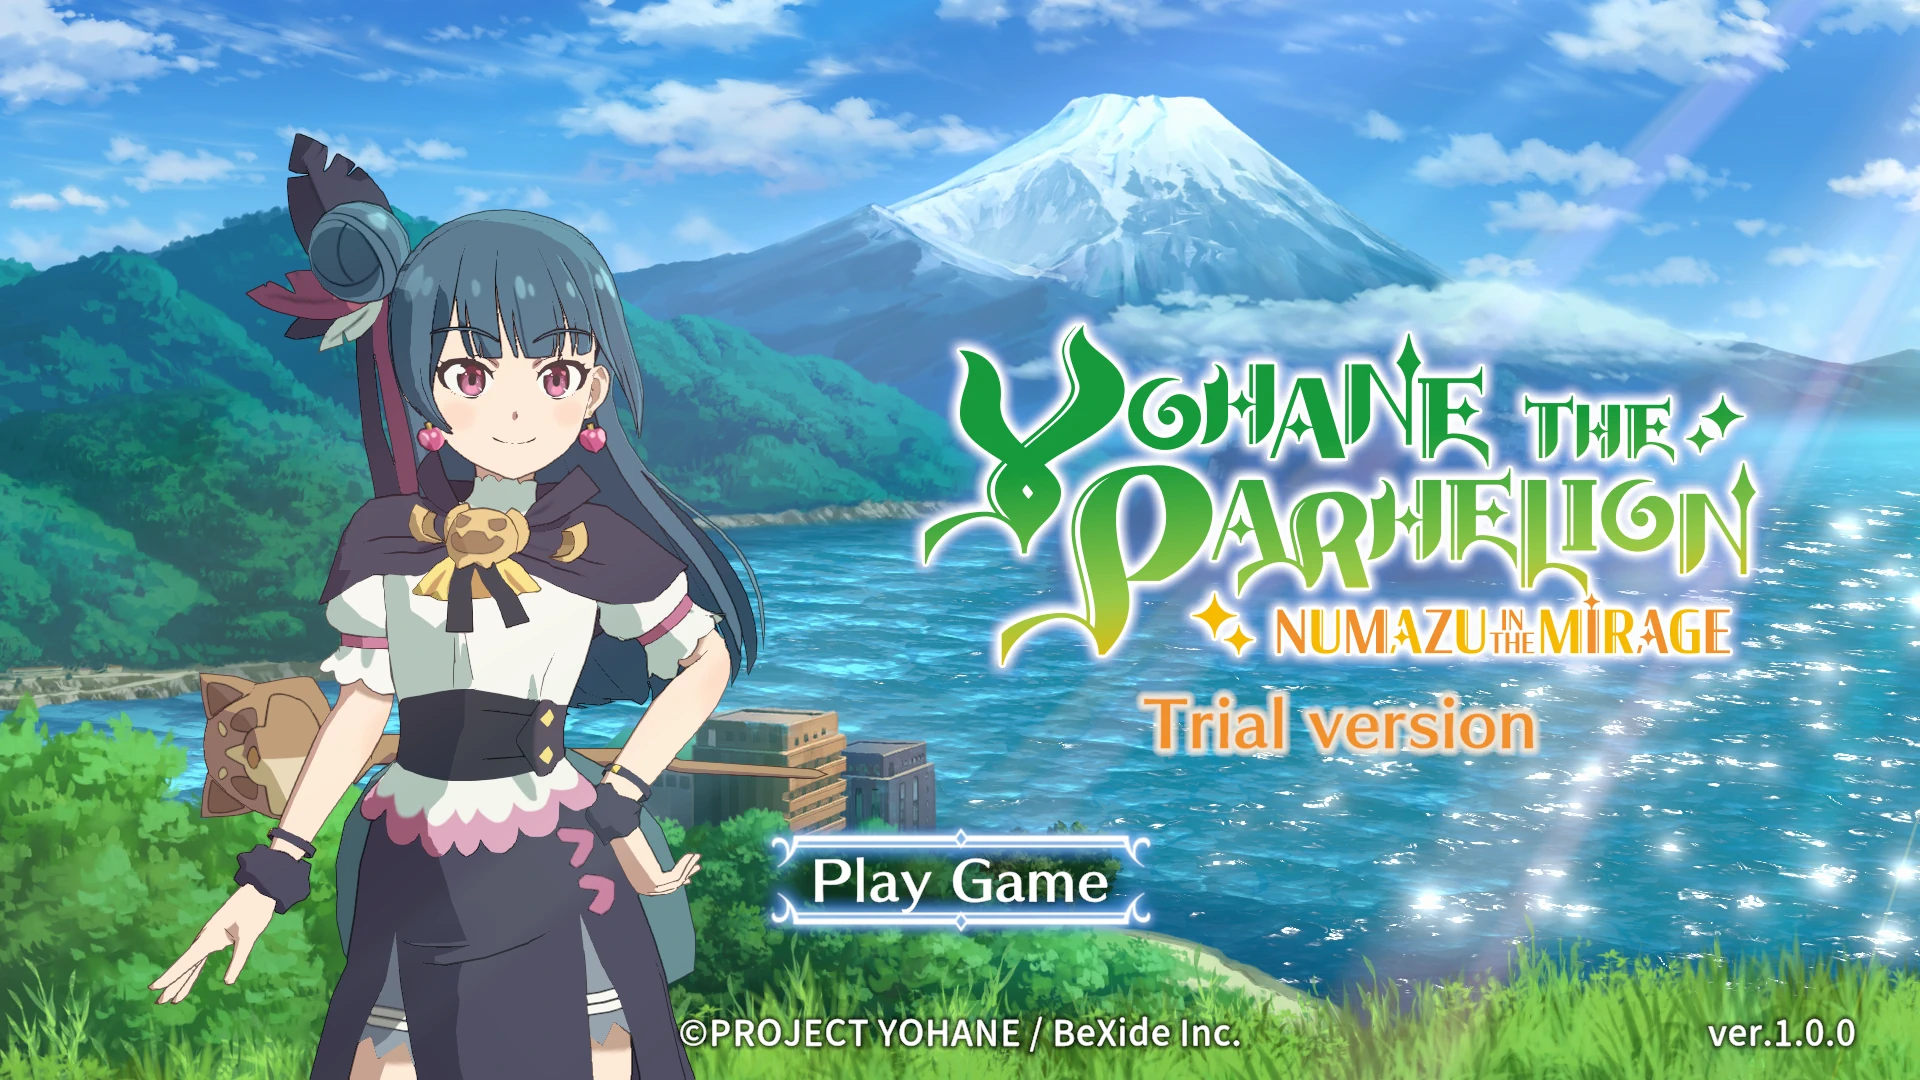 YOHANE THE
PARHELION
NUMAZU IN THE MIRAGE
Trial version
Play Game
©PROJECT YOHANE / BeXide Inc.
ver.1.0.0